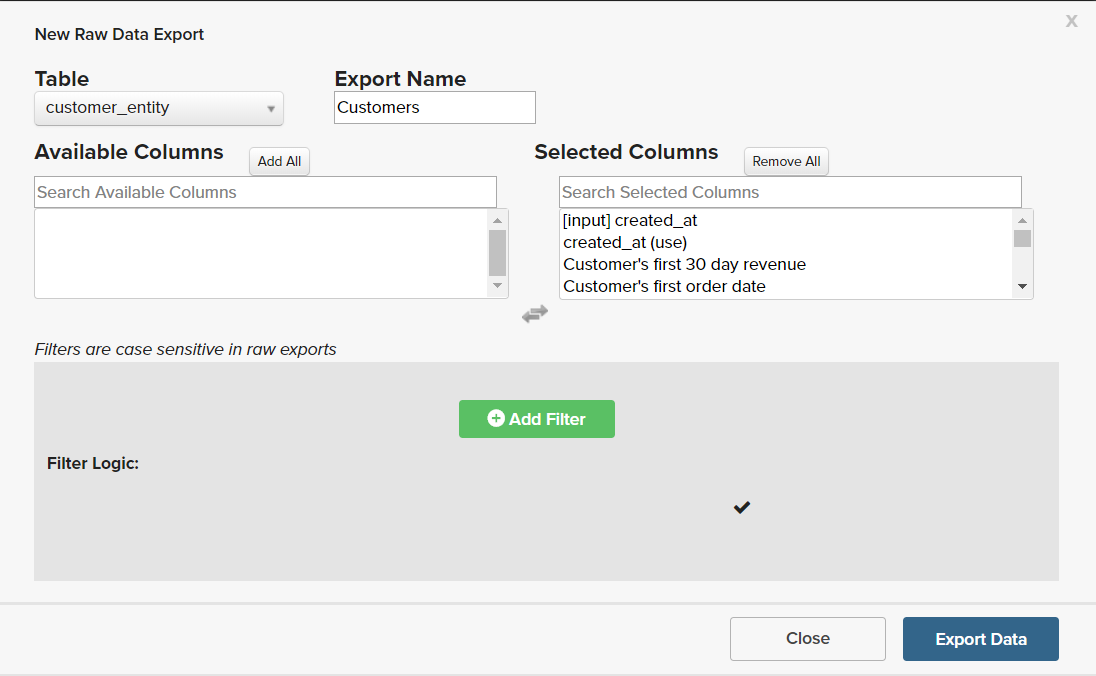 X
New Raw Data Export
Table
Export Name
customer_entity
Customers
Available Columns
Add All
Selected Columns
Remove All
Search Available Columns
Search Selected Columns
[input] created_at
created_at (use)
Customer's first 30 day revenue
Customer's first order date
Filters are case sensitive in raw exports
Add Filter
Filter Logic:
Close
Export Data